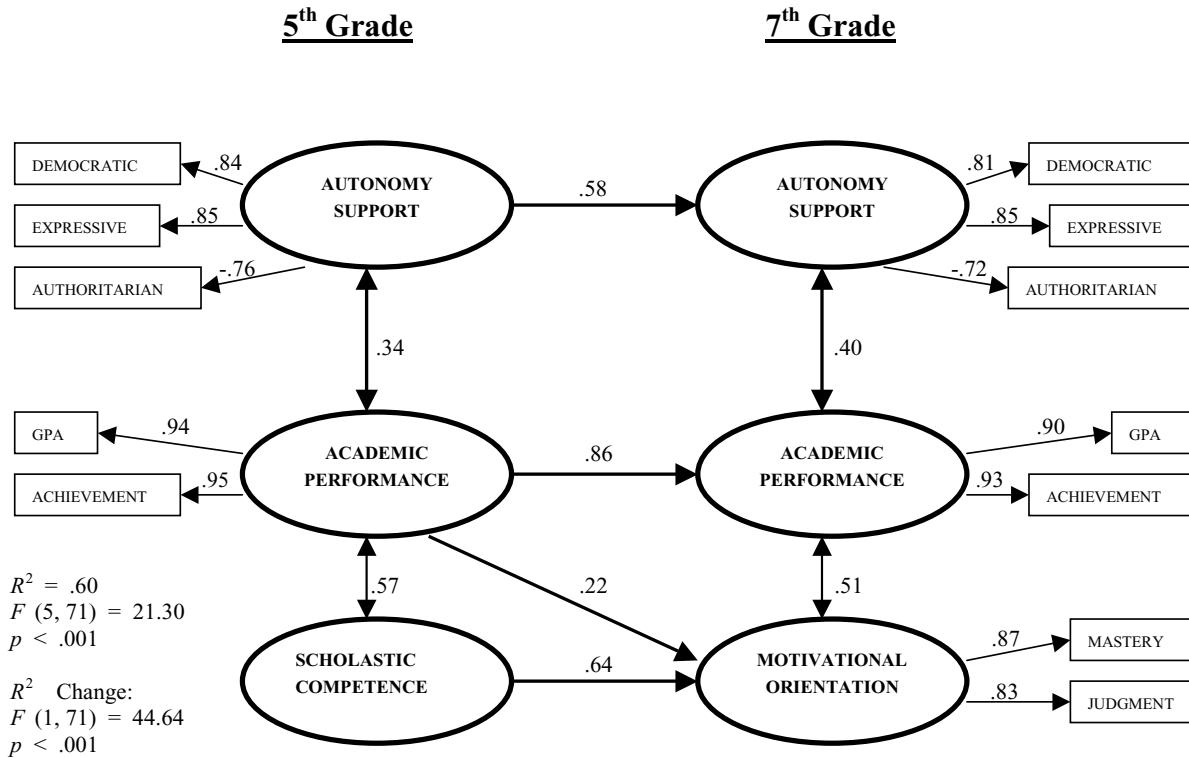 5th Grade
7th Grade
DEMOCRATIC
.84
AUTONOMY
SUPPORT
.58
AUTONOMY
SUPPORT
.81
DEMOCRATIC
EXPRESSIVE
.85
.85
EXPRESSIVE
AUTHORITARIAN
-.76
-.72
AUTHORITARIAN
.34
.40
GPA
.94
ACADEMIC
PERFORMANCE
.86
ACADEMIC
PERFORMANCE
.90
GPA
ACHIEVEMENT
.95
.93
ACHIEVEMENT
.57
.22
.51
R2 = .60
F (5, 71) = 21.30
p < .001
SCHOLASTIC
COMPETENCE
.64
MOTIVATIONAL
ORIENTATION
.87
MASTERY
.83
JUDGMENT
R2 Change:
F (1, 71) = 44.64
p < .001